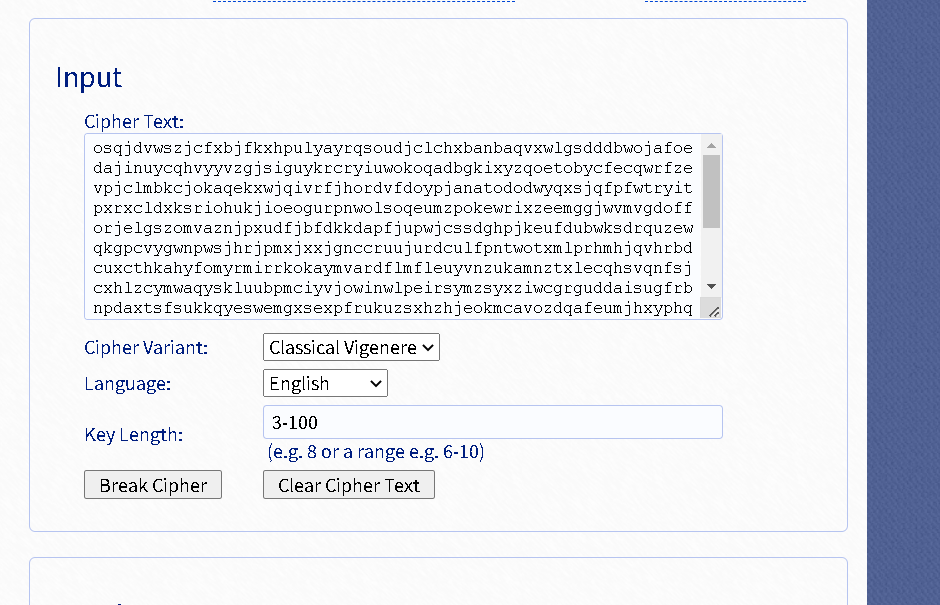 Input
Cipher Text:
osqjdvwszjcfxbjfkxhpulyayrqsoudjclchxbanbaqvxwlgsdddbwojafoe
dajinuycqhvyyvzgjsiguykrcryiuwokoqadbgkixyzqoetobycfecqwrfze
vpjclmbkcjokaqekxwjqivrfjhordvfdoypjanatododwyqxsjqfpfwtryit
pxrxcldxksriohukjioeogurpnwolsoqeumzpokewrixzeemggjwvmvgdoff
orjelgszomvaznjpxudfjbfdkkdapfjupwjcssdghpjkeufdubwksdrquzew
qkgpcvygwnpwsjhrjpmxjxxjgnccruujurdculfpntwotxmlprhmhjqvhrbd
cuxcthkahyfomyrmirrkokaymvardflmfleuyvnzukamnztxlecqhsvqnfsj
cxhlzcymwaqyskluubpmciyvjowinwlpeirsymzsyxziwcgrguddaisugfrb
npdaxtsfsukkqyeswemgxsexpfrukuzsxhzhjeokmcavozdqafeumjhxyphq
Cipher Variant:
Classical Vigenere
Language:
English
Key Length:
3-100
(e.g. 8 or a range e.g. 6-10)
Break Cipher
Clear Cipher Text